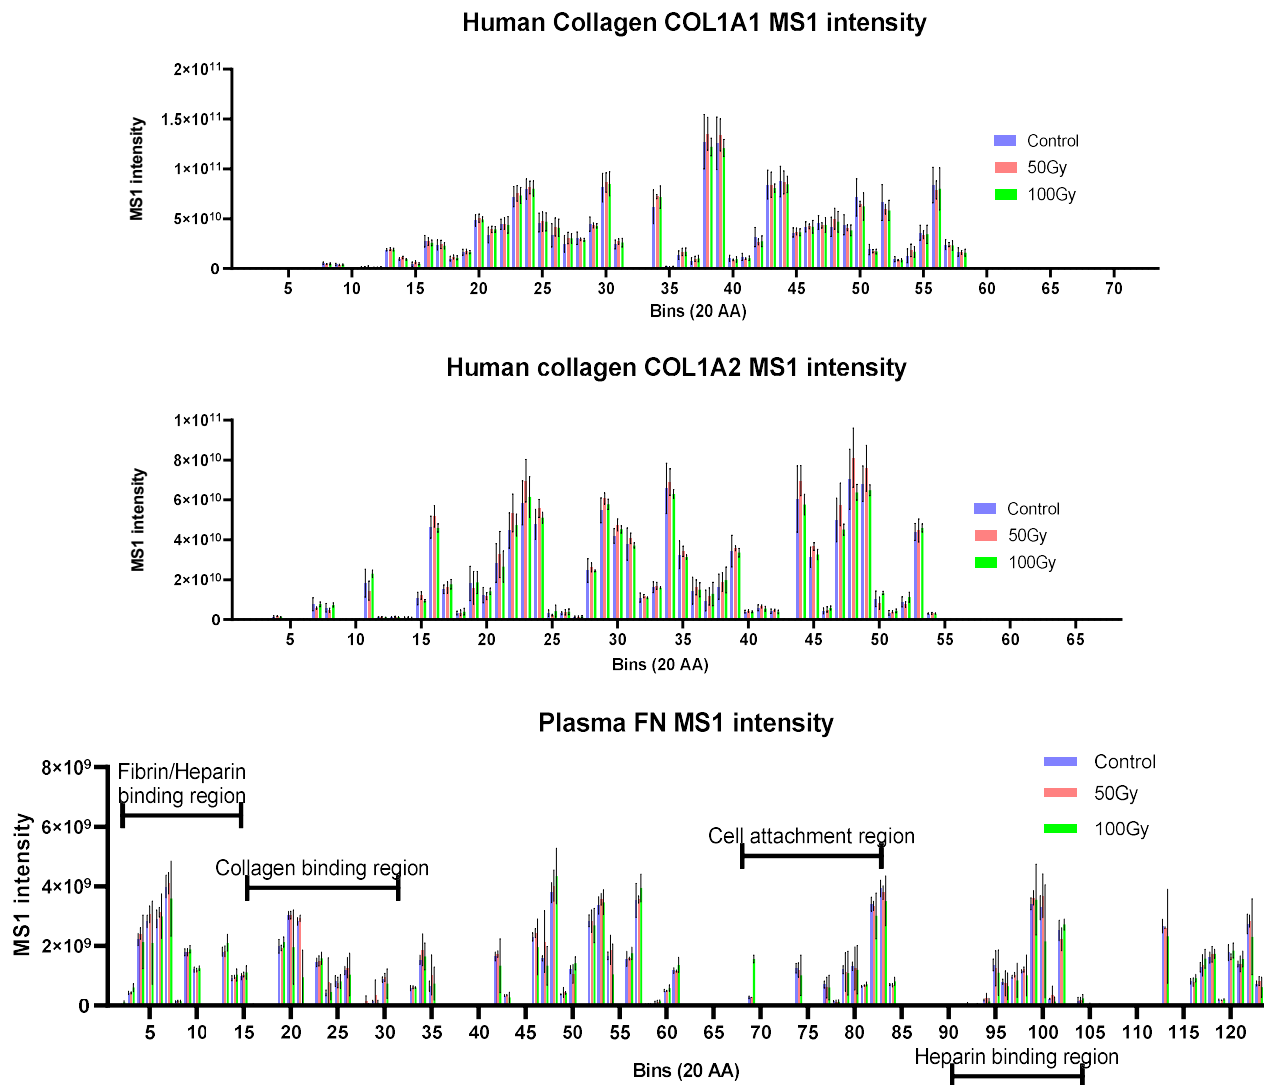 Human Collagen COL1A1 MS1 intensity
2×10¹¹
1.5×10¹¹
1×10¹¹
5×10¹⁰
0
MS1 intensity
Control
50Gy
100Gy
5 10 15 20 25 30 35 40 45 50 55 60 65 70
Bins (20 AA)
Human collagen COL1A2 MS1 intensity
1×10¹¹
8×10¹⁰
6×10¹⁰
4×10¹⁰
2×10¹⁰
0
MS1 intensity
Control
50Gy
100Gy
5 10 15 20 25 30 35 40 45 50 55 60 65
Bins (20 AA)
Plasma FN MS1 intensity
8×10⁹
6×10⁹
4×10⁹
2×10⁹
0
MS1 intensity
Fibrin/Heparin
binding region
Collagen binding region
Cell attachment region
Control
50Gy
100Gy
5 10 15 20 25 30 35 40 45 50 55 60 65 70 75 80 85 90 95 100 105 110 115 120
Heparin binding region
Bins (20 AA)